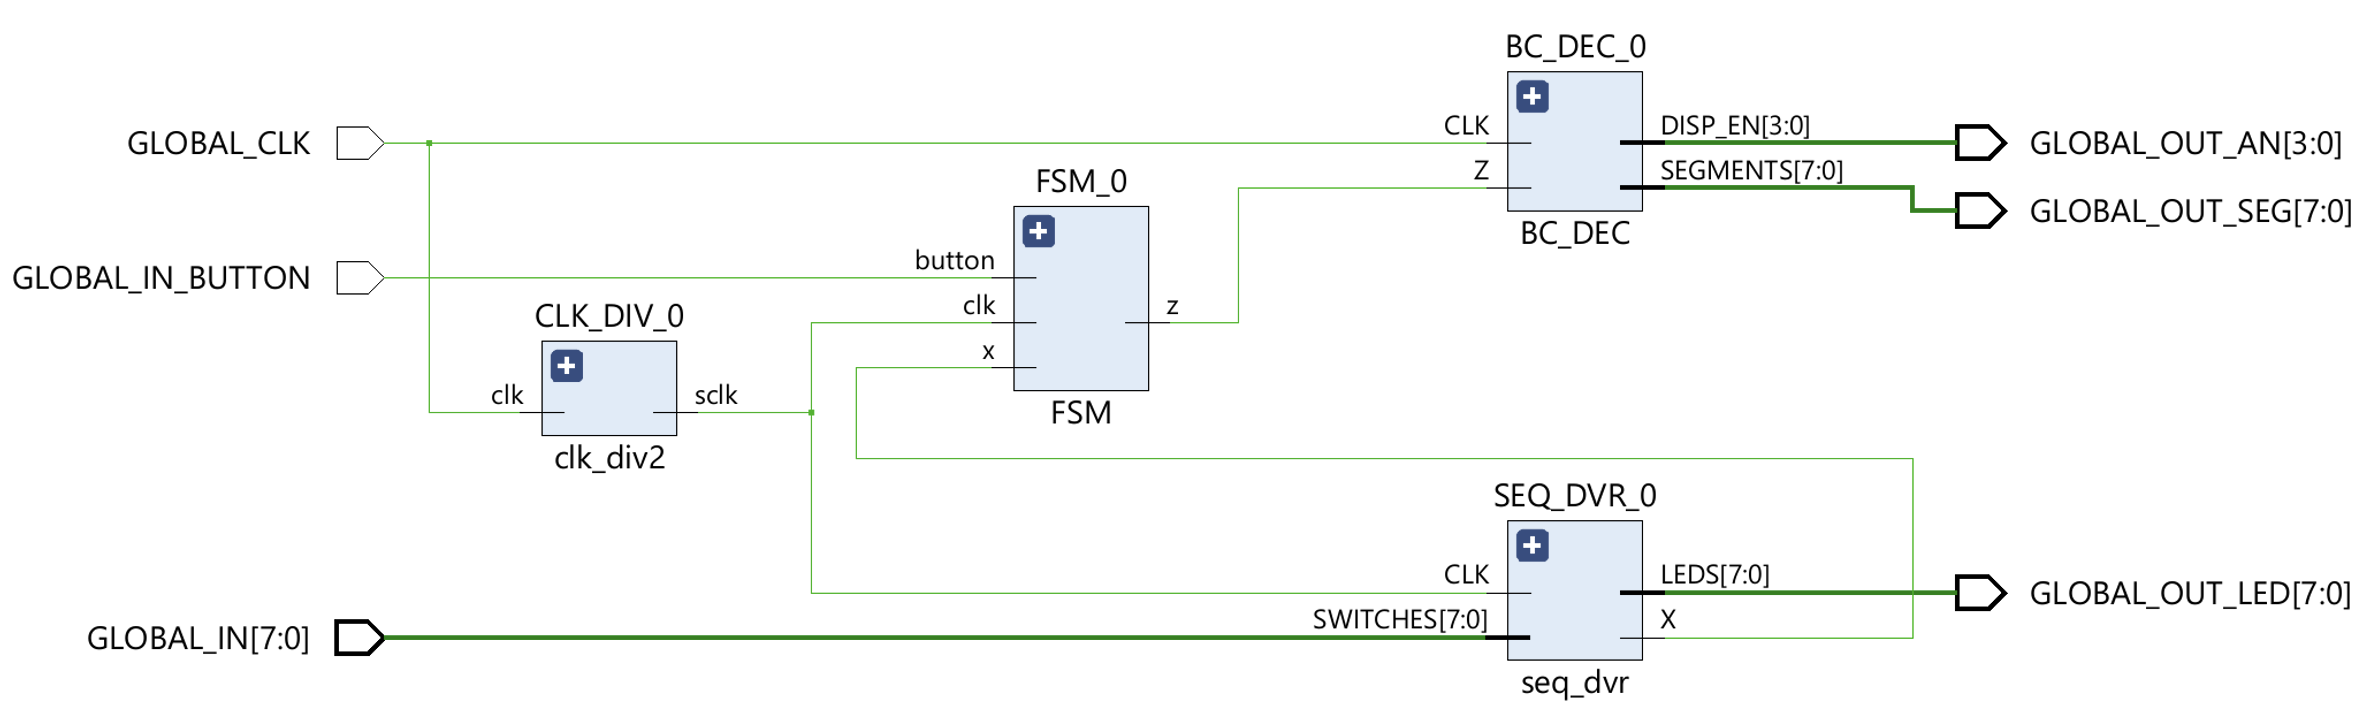 BC_DEC_0
GLOBAL_CLK
CLK
DISP_EN[3:0]
GLOBAL_OUT_AN[3:0]
Z
SEGMENTS[7:0]
GLOBAL_OUT_SEG[7:0]
BC_DEC
FSM_0
GLOBAL_IN_BUTTON
button
clk
x
z
FSM
CLK_DIV_0
clk
sclk
clk_div2
SEQ_DVR_0
CLK
LEDS[7:0]
GLOBAL_OUT_LED[7:0]
GLOBAL_IN[7:0]
SWITCHES[7:0]
X
seq_dvr